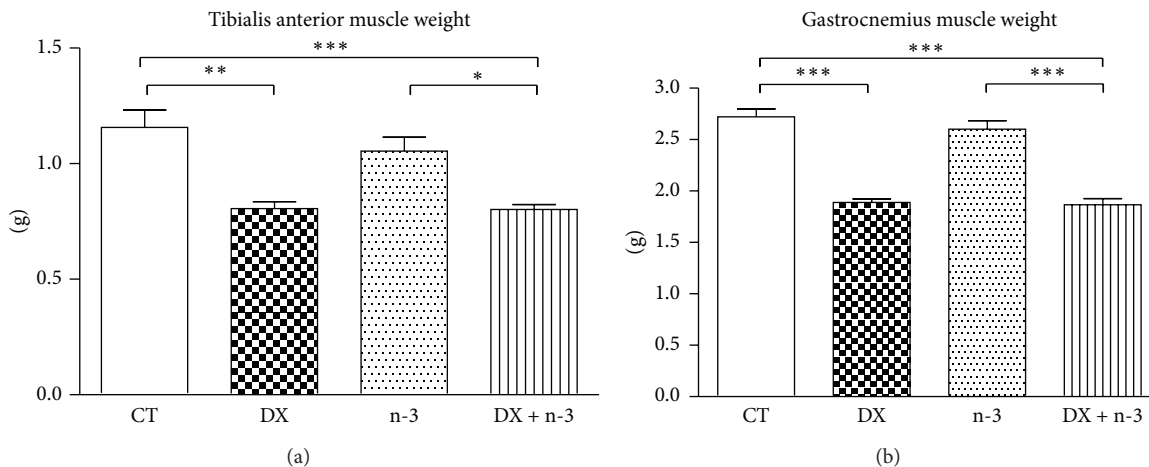 Tibialis anterior muscle weight
1.5
***
**
*
1.0
(g)
0.5
0.0
CT DX n-3 DX + n-3
(a)
Gastrocnemius muscle weight
***
3.0
***
***
2.5
2.0
(g)
1.5
1.0
0.5
0.0
CT DX n-3 DX + n-3
(b)